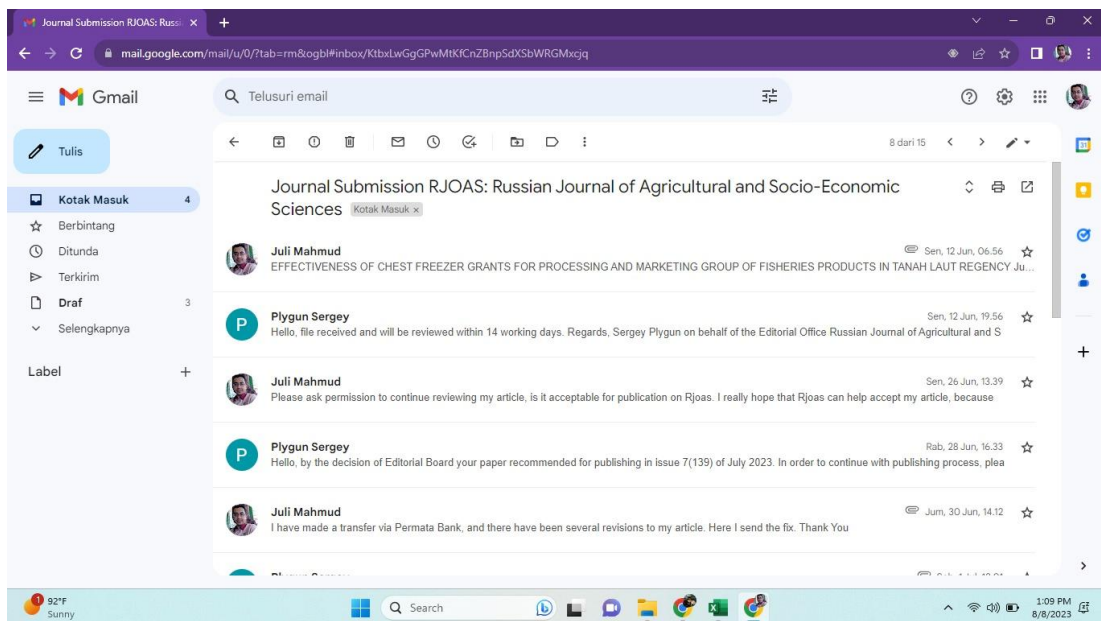 Journal Submission RJOAS: Russi
mail.google.com/mail/u/0/?tab=rm&ogbl#inbox/KtbxLwGgGPwMtKfCnZBnpSdXSbWRGMxcjq
Gmail
Telusuri email
Tulis
8 dari 15
Kotak Masuk 4
Berbintang
Ditunda
Terkirim
Draf 3
Selengkapnya
Label
Journal Submission RJOAS: Russian Journal of Agricultural and Socio-Economic
Sciences Kotak Masuk x
Juli Mahmud Sen, 12 Jun, 06.56
EFFECTIVENESS OF CHEST FREEZER GRANTS FOR PROCESSING AND MARKETING GROUP OF FISHERIES PRODUCTS IN TANAH LAUT REGENCY Ju...
P
Plygun Sergey Sen, 12 Jun, 19.56
Hello, file received and will be reviewed within 14 working days. Regards, Sergey Plygun on behalf of the Editorial Office Russian Journal of Agricultural and S
Juli Mahmud Sen, 26 Jun, 13.39
Please ask permission to continue reviewing my article, is it acceptable for publication on Rjoas. I really hope that Rjoas can help accept my article, because
P
Plygun Sergey Rab, 28 Jun, 16.33
Hello, by the decision of Editorial Board your paper recommended for publishing in issue 7(139) of July 2023. In order to continue with publishing process, plea
Juli Mahmud Jum, 30 Jun, 14.12
I have made a transfer via Permata Bank, and there have been several revisions to my article. Here I send the fix. Thank You
31
1
92°F
Sunny
Search
1:09 PM
8/8/2023